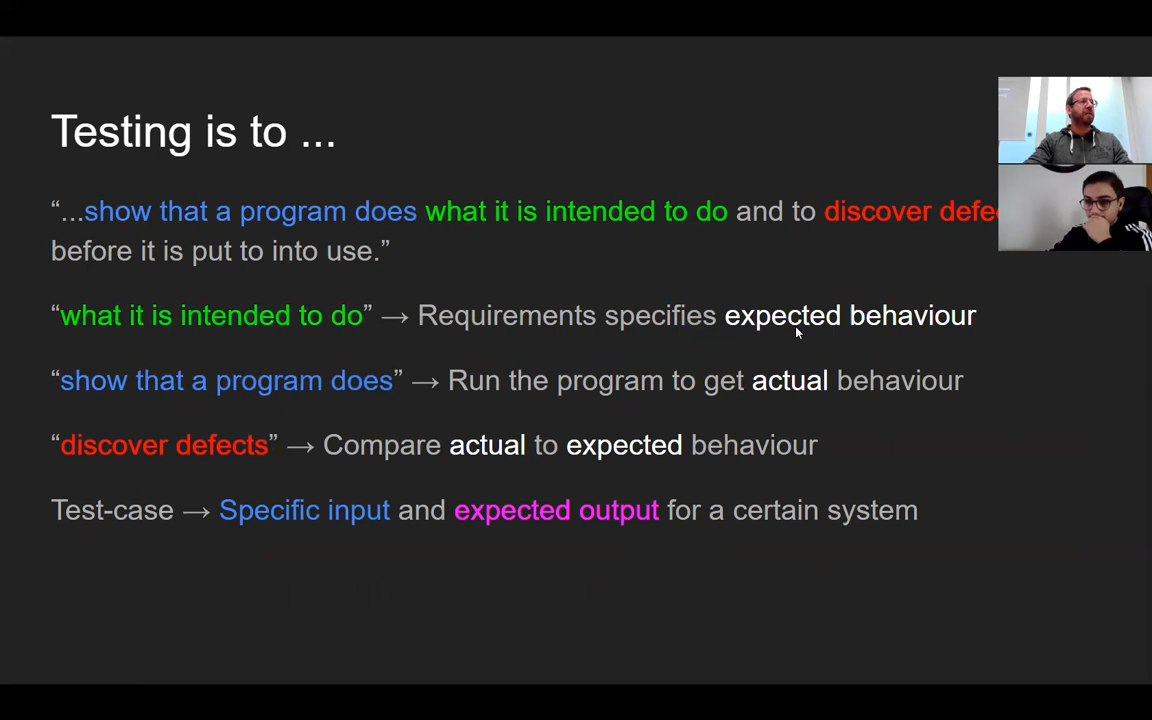 Testing is to ...
“...show that a program does what it is intended to do and to discover
before it is put to into use.”
“what it is intended to do” → Requirements specifies expected behaviour
“show that a program does” → Run the program to get actual behaviour
“discover defects” → Compare actual to expected behaviour
Test-case → Specific input and expected output for a certain system